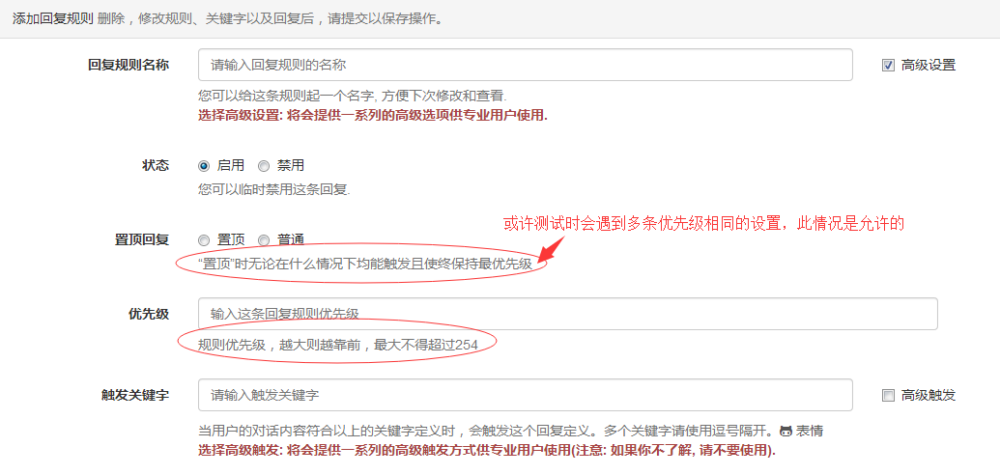 添加回复规则 删除，修改规则、关键字以及回复后，请提交以保存操作。
回复规则名称 请输入回复规则的名称 高级设置
您可以给这条规则起一个名字, 方便下次修改和查看.
选择高级设置: 将会提供一系列的高级选项供专业用户使用.
状态 启用 禁用
您可以临时禁用这条回复.
或许测试时会遇到多条优先级相同的设置，此情况是允许的
置顶回复 置顶 普通
“置顶”时无论在什么情况下均能触发且使终保持最优先级
优先级 输入这条回复规则优先级
规则优先级，越大则越靠前，最大不得超过254
触发关键字 请输入触发关键字 高级触发
当用户的对话内容符合以上的关键字定义时，会触发这个回复定义。多个关键字请使用逗号隔开。 表情
选择高级触发: 将会提供一系列的高级触发方式供专业用户使用(注意: 如果你不了解, 请不要使用).